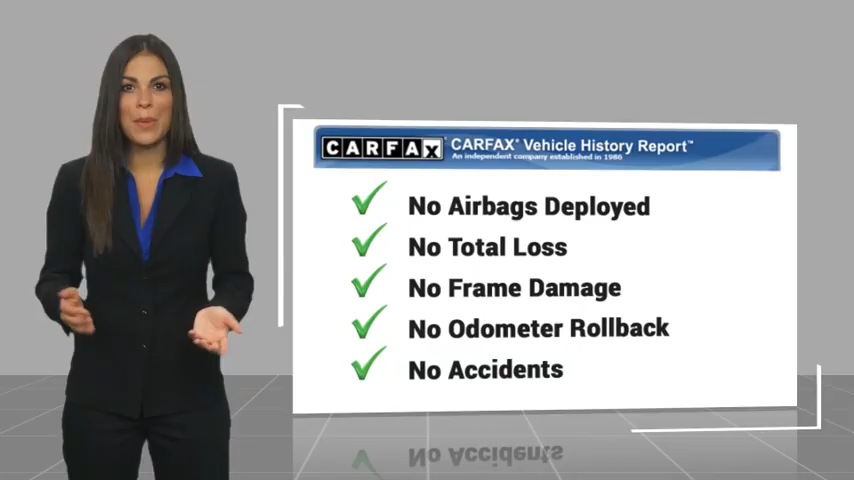 CARFAX CARFAX® Vehicle History Report™
An independent company established in 1986
No Airbags Deployed
No Total Loss
No Frame Damage
No Odometer Rollback
No Accidents
No Accidents